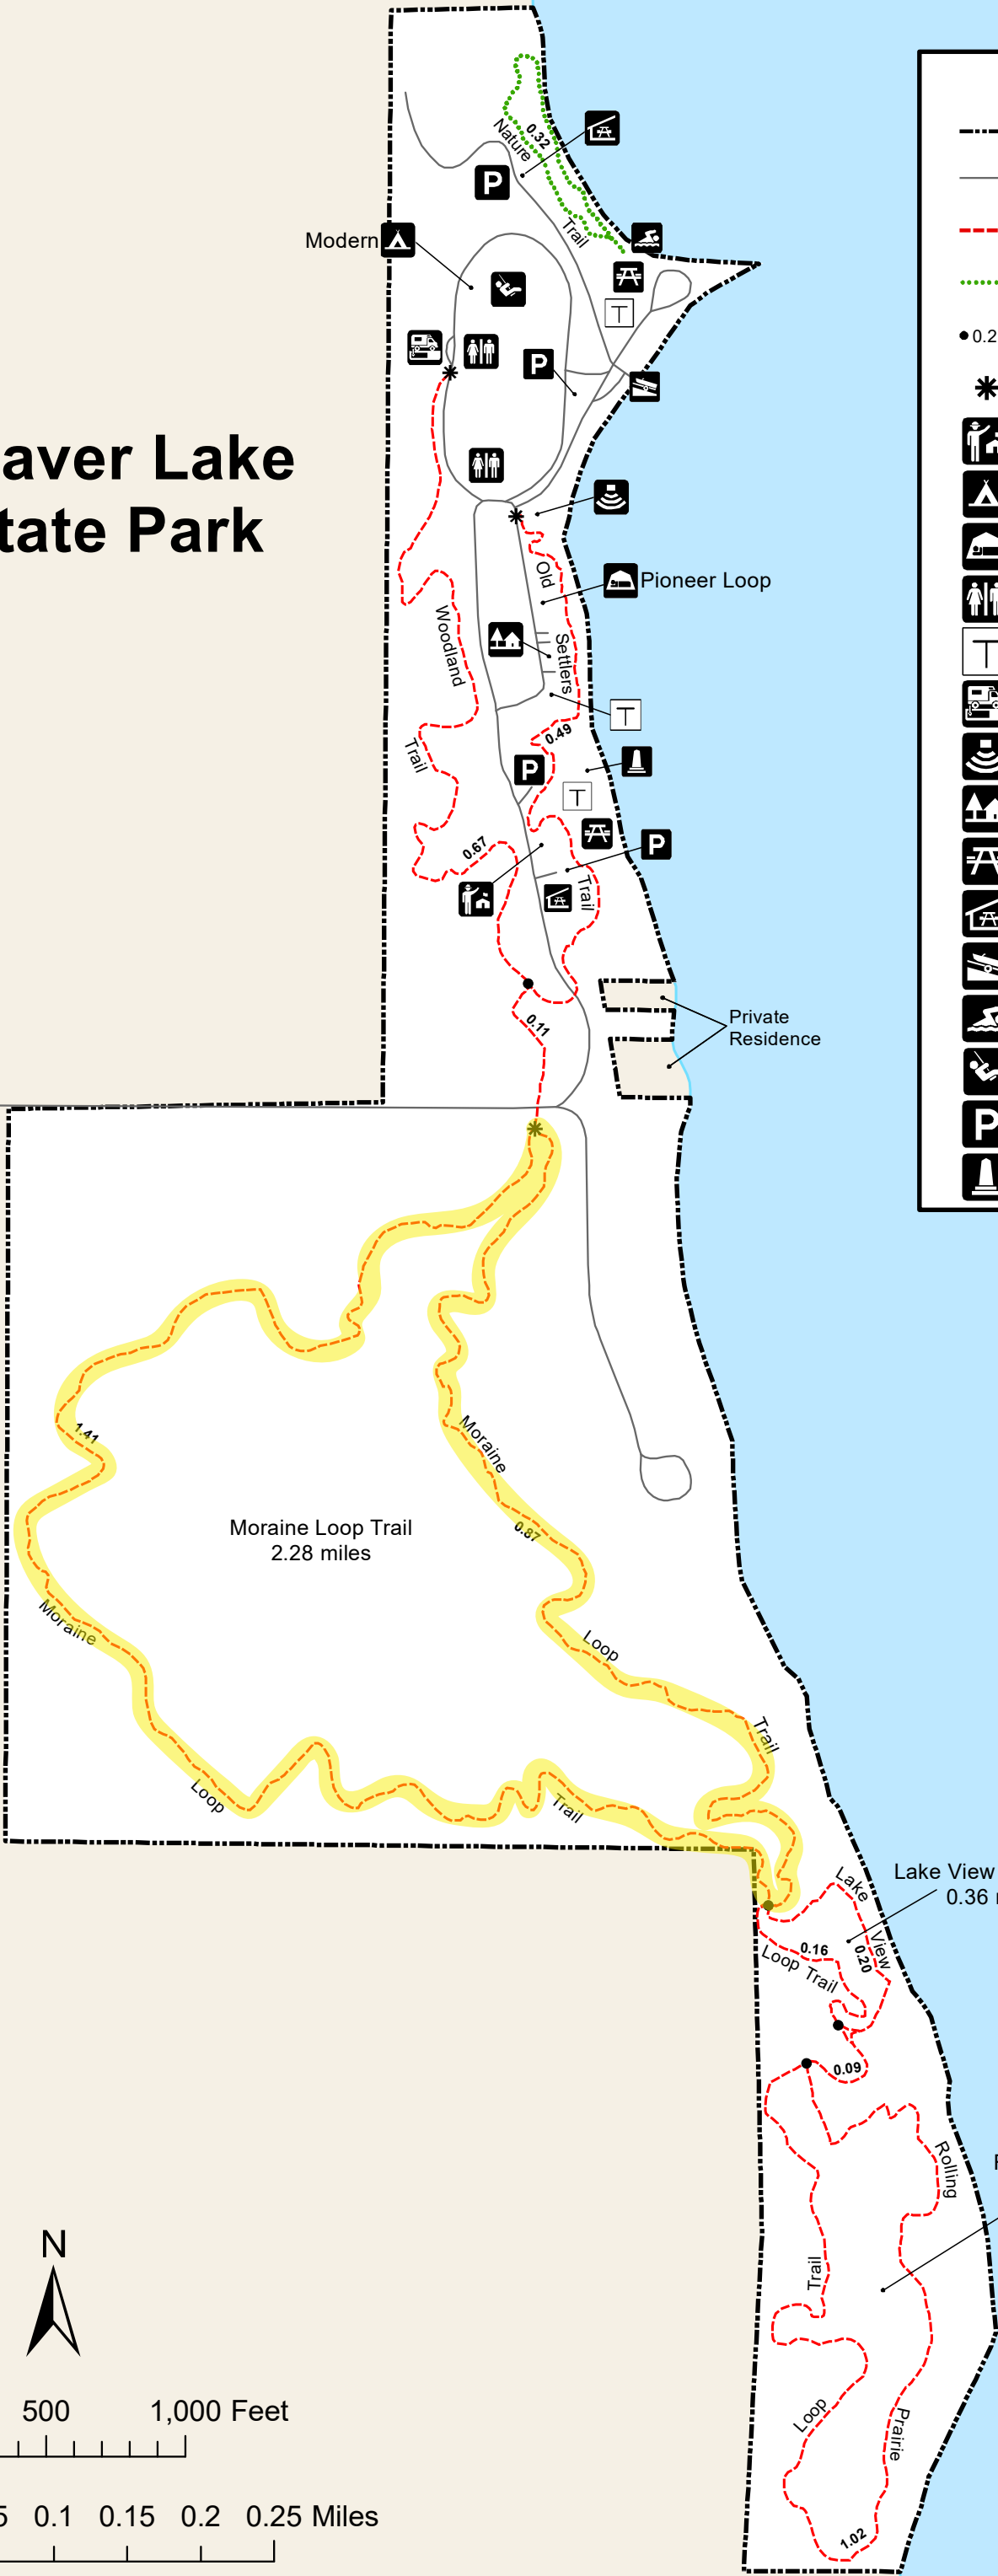 0.32
Nature
Trail
Modern
P
T
P
aver Lake
tate Park
0.2
Old
Pioneer Loop
Settlers
Woodland
T
0.49
Trail
P
T
P
0.67
Trail
0.11
Private
Residence
T
P
1.41
Moraine
0.87
Moraine Loop Trail
2.28 miles
Moraine
Loop
Trail
Loop
Trail
Lake
View
Lake View
0.36
0.16
0.20
Loop Trail
0.09
Rolling
Trail
Loop
Prairie
1.02
N
500 1,000 Feet
5 0.1 0.15 0.2 0.25 Miles